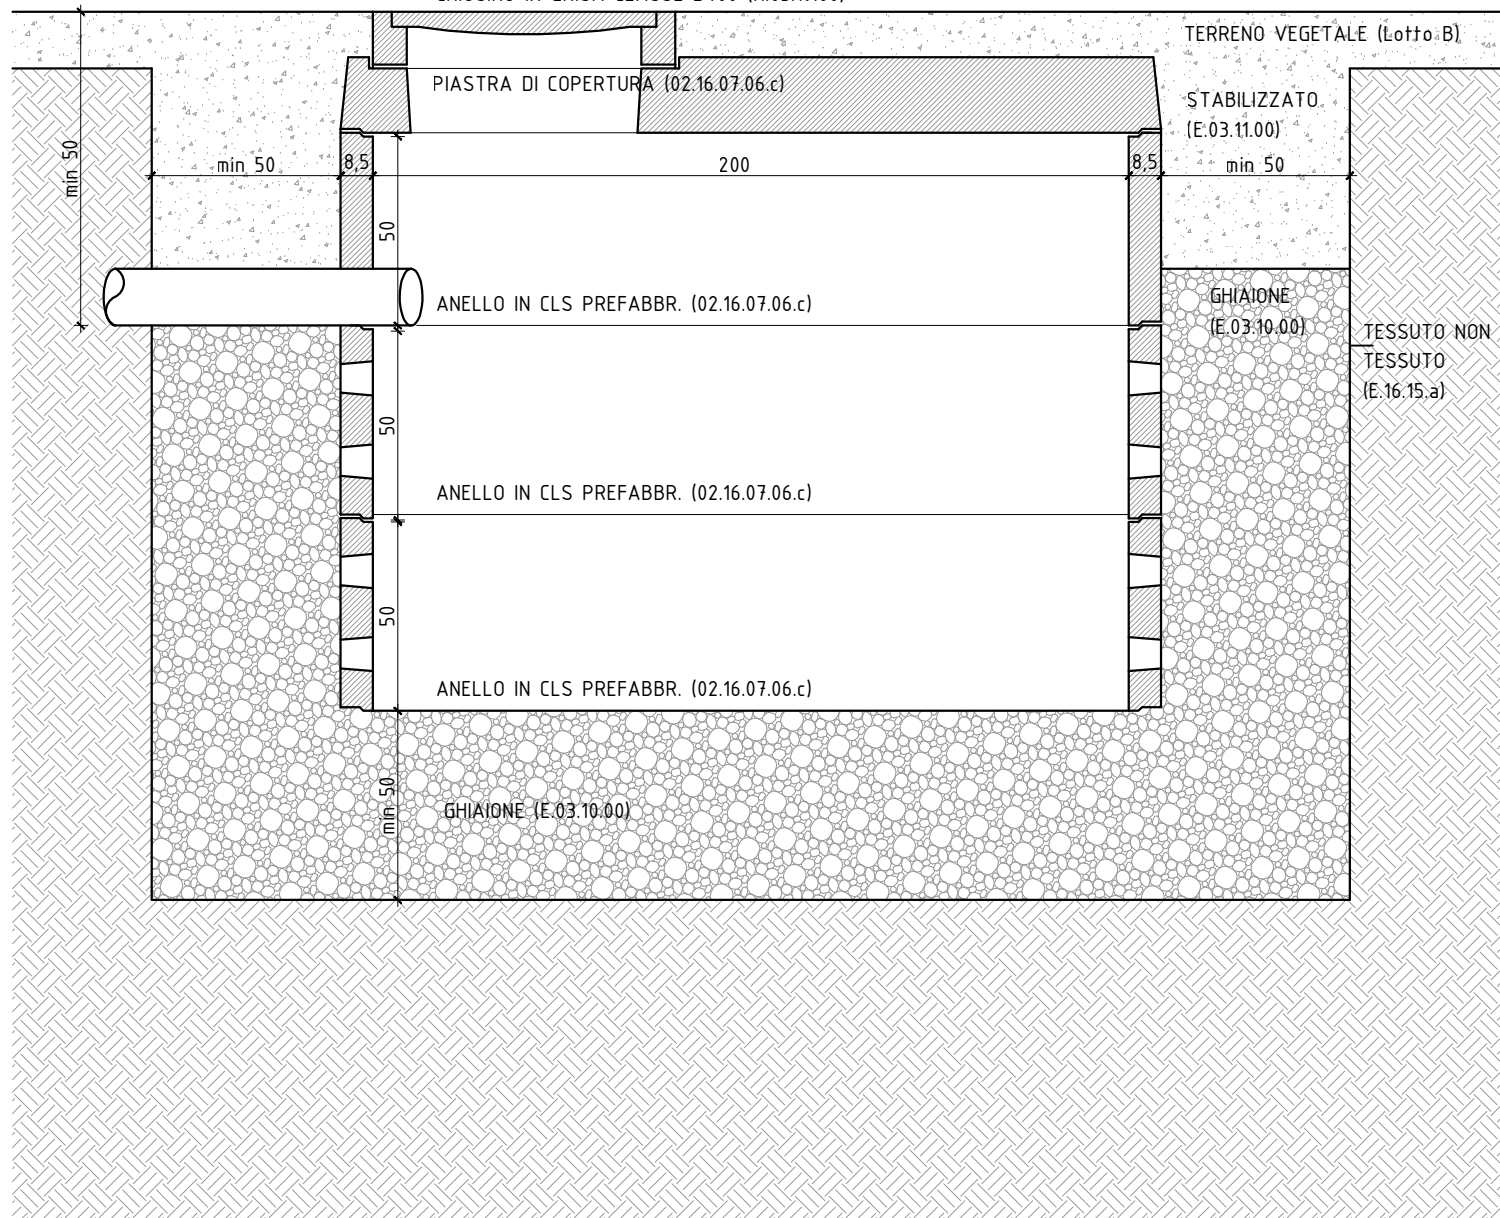 PIASTRA DI COPERTURA (02.16.07.06.c)
TERRENO VEGETALE (Lotto B)
STABILIZZATO
(E.03.11.00)
min 50
min 50
8,5
200
8,5
min 50
50
ANELLO IN CLS PREFABBR. (02.16.07.06.c)
GHIAIONE
(E.03.10.00)
TESSUTO NON
TESSUTO
(E.16.15.a)
50
ANELLO IN CLS PREFABBR. (02.16.07.06.c)
50
ANELLO IN CLS PREFABBR. (02.16.07.06.c)
min 50
GHIAIONE (E.03.10.00)